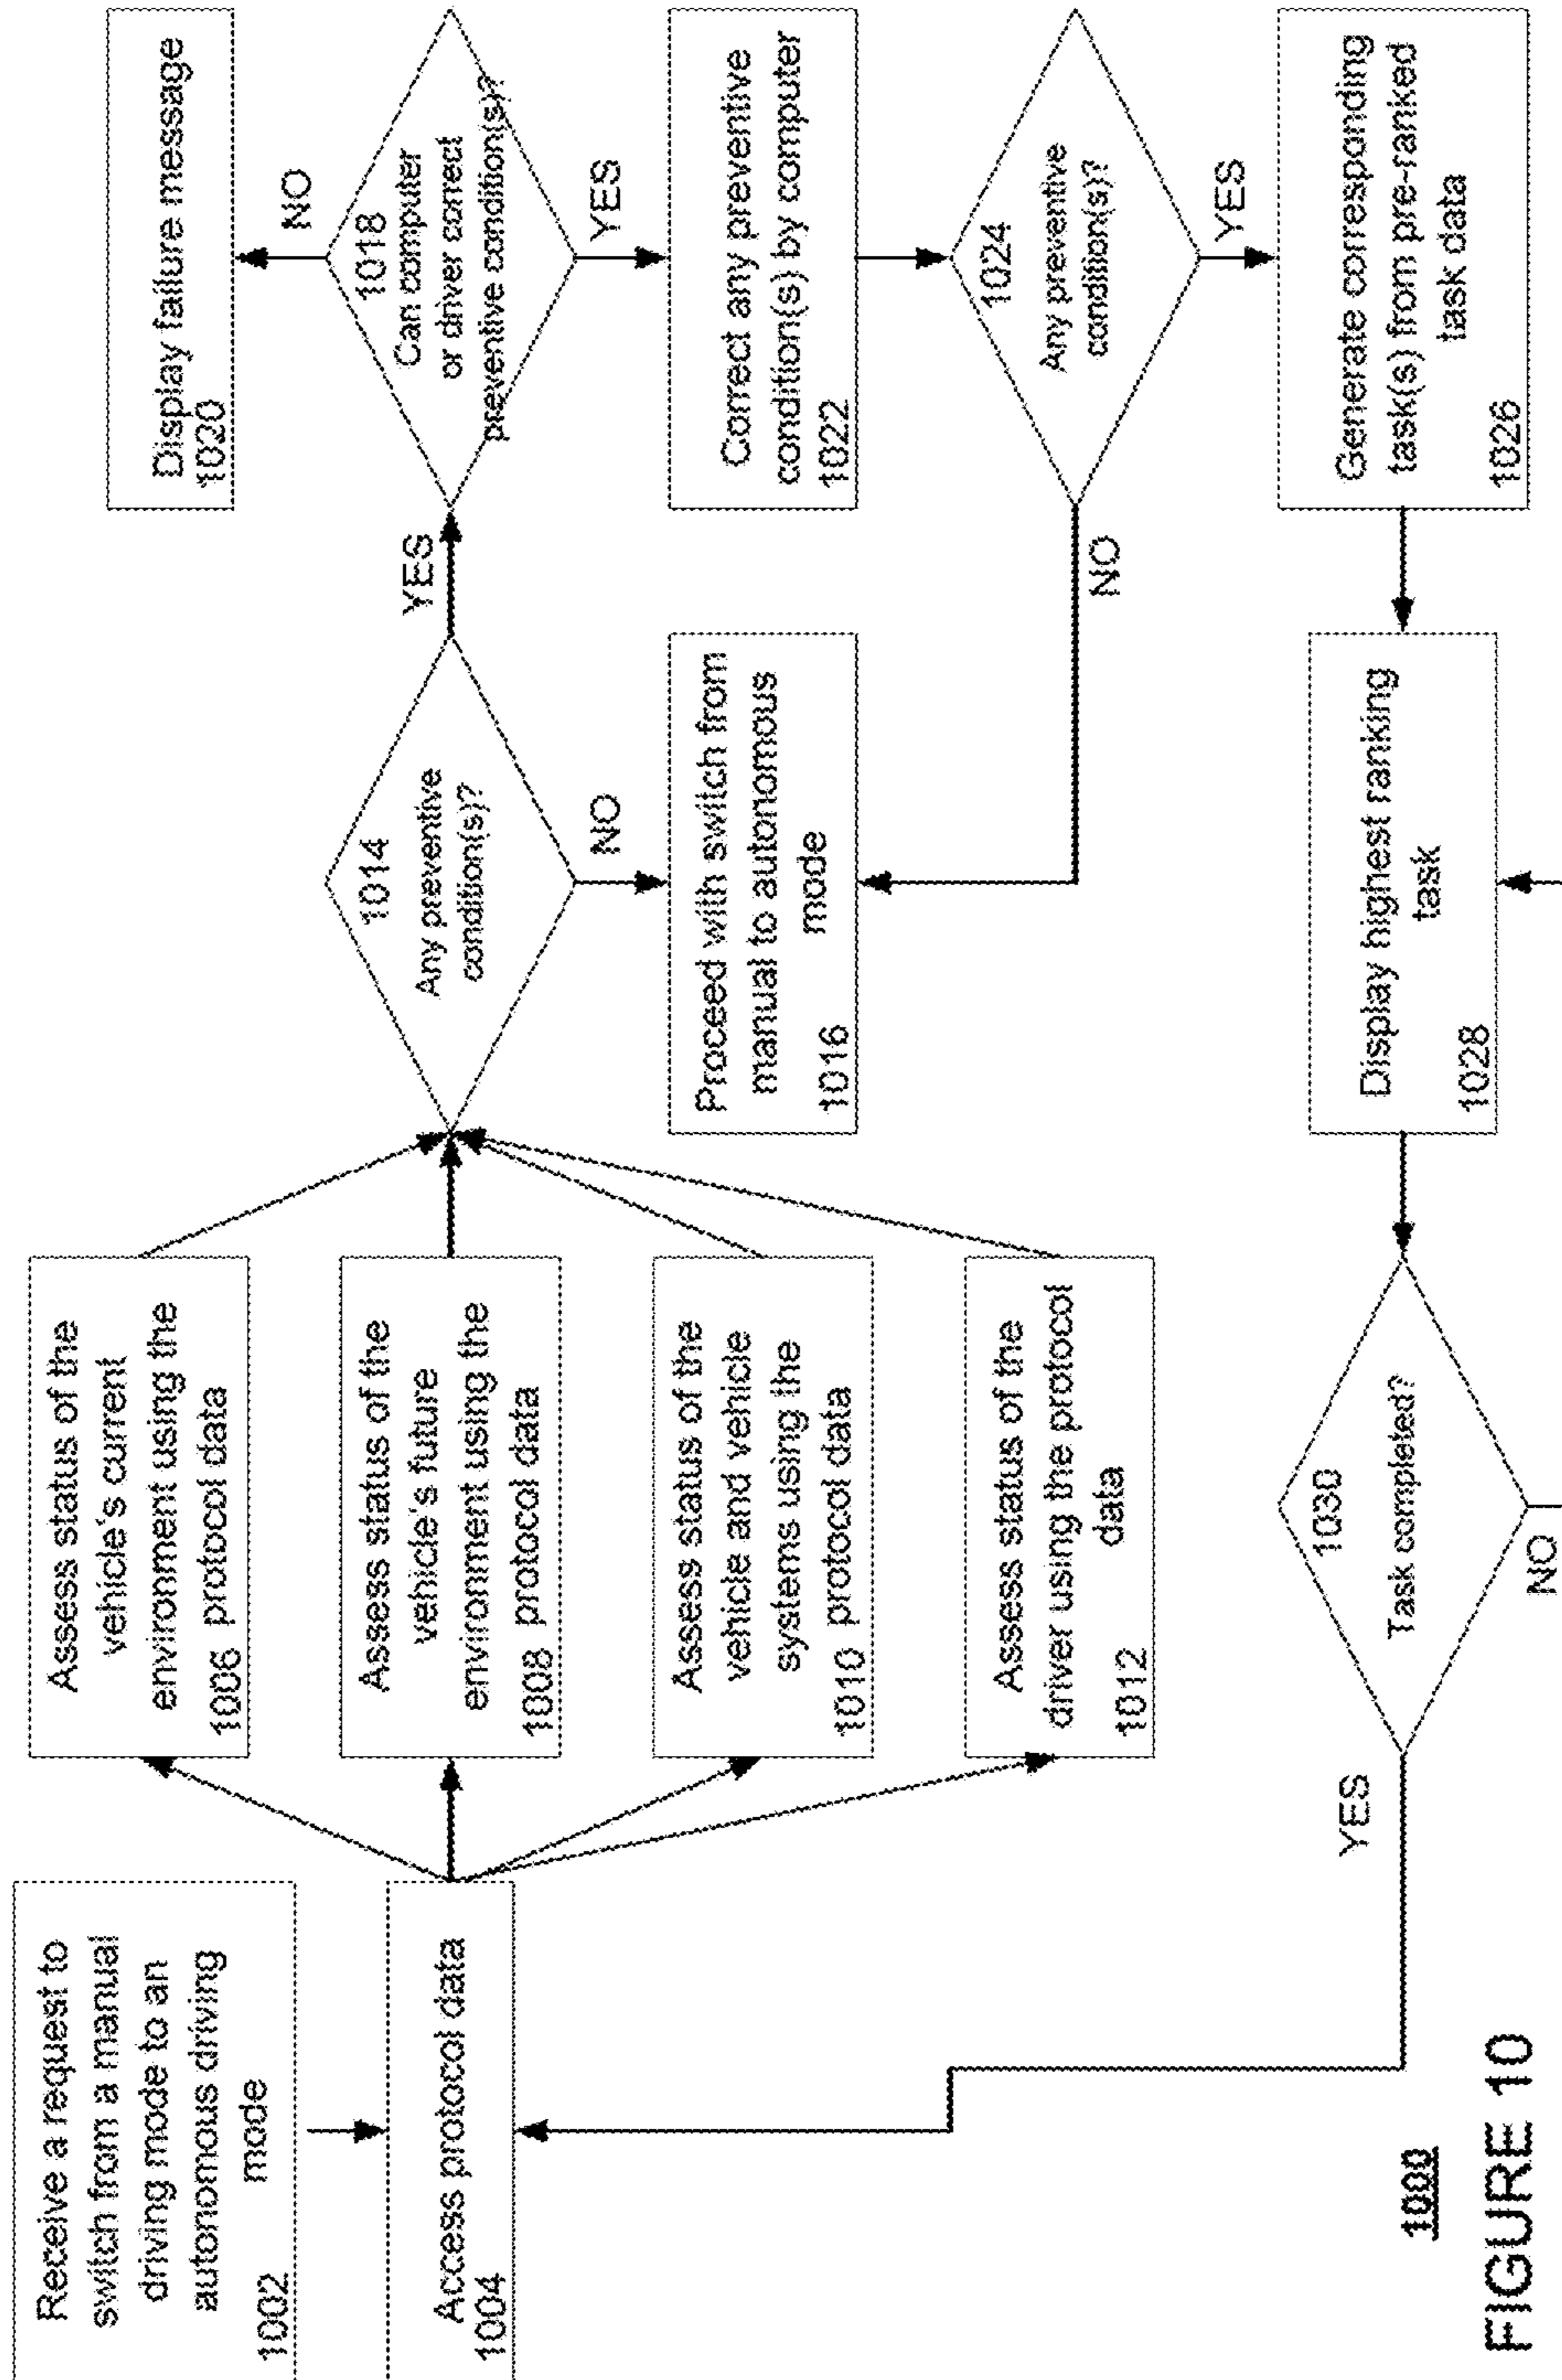 Receive a request to
switch from a manual
driving mode to an
autonomous driving
mode
1002
Access protocol data
1004
Assess status of the
vehicle's current
environment using the
1006 protocol data
Assess status of the
vehicle's future
environment using the
1008 protocol data
Assess status of the
vehicle and vehicle
systems using the
1010 protocol data
Assess status of the
driver using the protocol
data
1012
1014
Any preventive
condition(s)?
YES
NO
Proceed with switch from
manual to autonomous
mode
1016
Display failure message
1020
NO
1018
Can computer
or driver correct
preventive condition(s)?
YES
Correct any preventive
condition(s) by computer
1022
1024
Any preventive
condition(s)?
NO
YES
Generate corresponding
task(s) from pre-ranked
task data
1026
Display highest ranking
task
1028
1030
Task completed?
YES
NO
1000
FIGURE 10